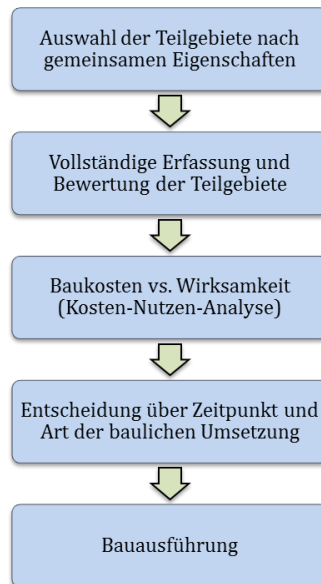 Auswahl der Teilgebiete nach
gemeinsamen Eigenschaften
Vollständige Erfassung und
Bewertung der Teilgebiete
Baukosten vs. Wirksamkeit
(Kosten-Nutzen-Analyse)
Entscheidung über Zeitpunkt und
Art der baulichen Umsetzung
Bauausführung